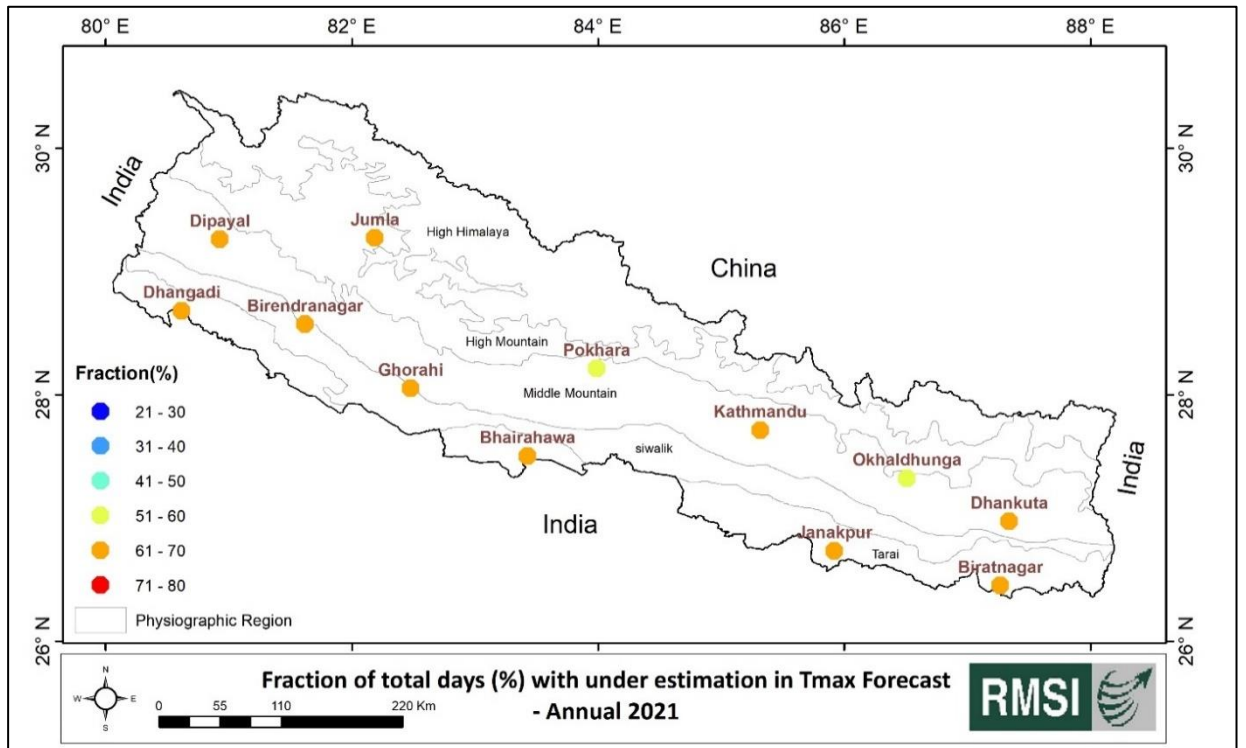 80° E 82° E 84° E 86° E 88° E
30° N 30° N
India
Dipayal Jumla
High Himalaya
China
Dhangadi Birendranagar
High Mountain Pokhara
Fraction(%)
Ghorahi
Middle Mountain
28° N 28° N
21 - 30
Kathmandu
31 - 40
Bhairahawa
siwalik
Okhaldhunga
India
41 - 50
51 - 60
India
Dhankuta
61 - 70
Janakpur
Tarai
Biratnagar
71 - 80
Physiographic Region
26° N 26° N
N
W E
S
0 55 110 220 Km
Fraction of total days (%) with under estimation in Tmax Forecast
- Annual 2021
RMSI